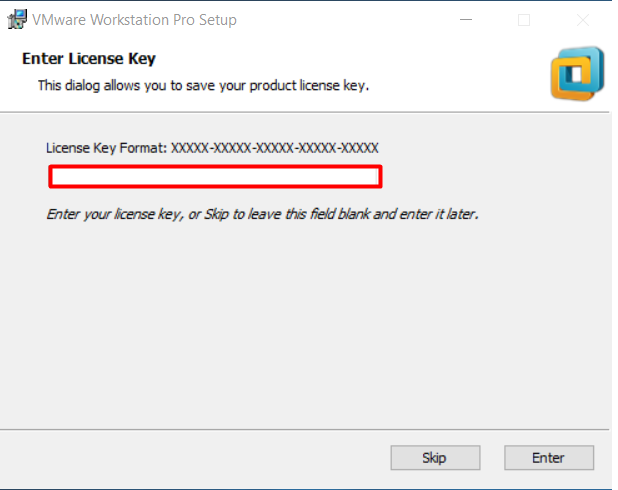 VMware Workstation Pro Setup
Enter License Key
This dialog allows you to save your product license key.
License Key Format: XXXXX-XXXXX-XXXXX-XXXXX-XXXXX
Enter your license key, or Skip to leave this field blank and enter it later.
Skip
Enter